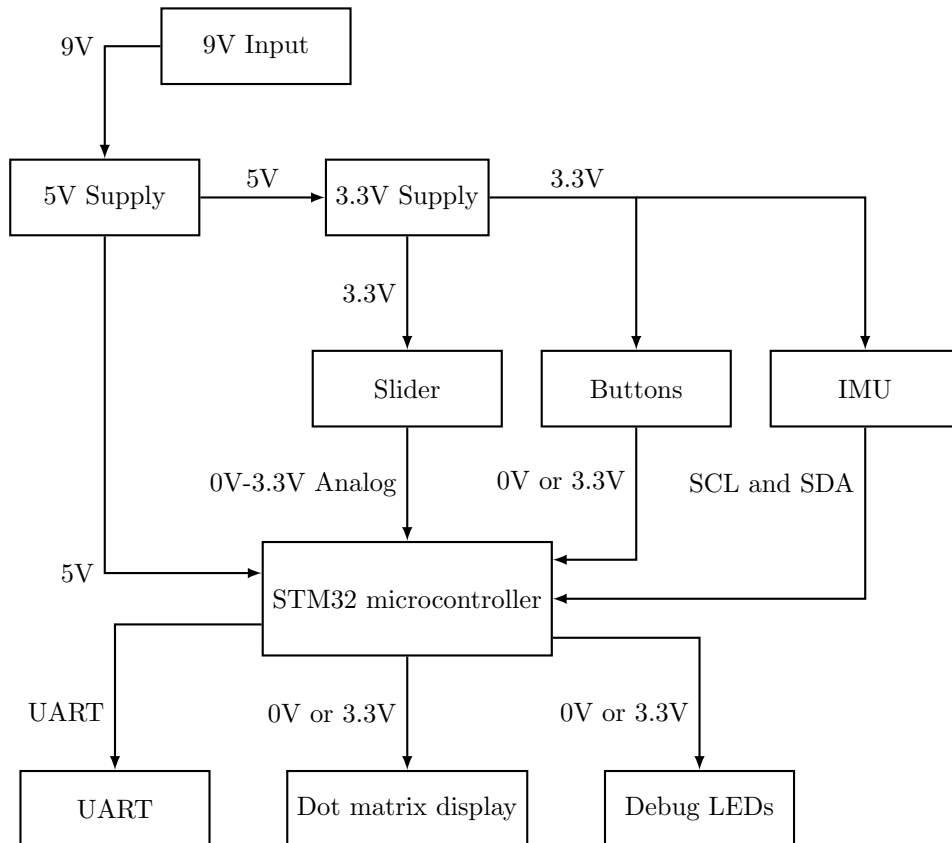 9V
9V Input
5V Supply
5V
3.3V Supply
3.3V
3.3V
Slider
Buttons
IMU
0V-3.3V Analog
0V or 3.3V
SCL and SDA
5V
STM32 microcontroller
UART
0V or 3.3V
0V or 3.3V
UART
Dot matrix display
Debug LEDs